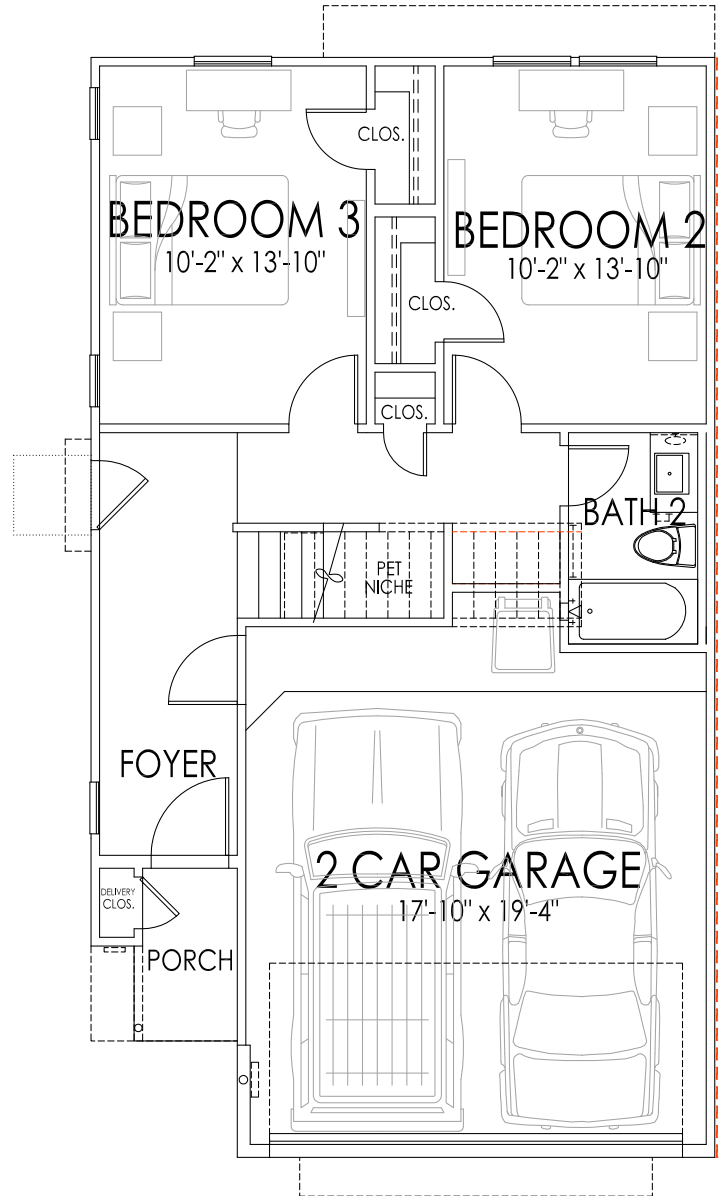 CLOS.
BEDROOM 3
10'-2" x 13'-10"
BEDROOM 2
10'-2" x 13'-10"
CLOS.
CLOS.
BATH 2
PET
NICHE
FOYER
2 CAR GARAGE
17'-10" x 19'-4"
DELIVERY
CLOS.
PORCH